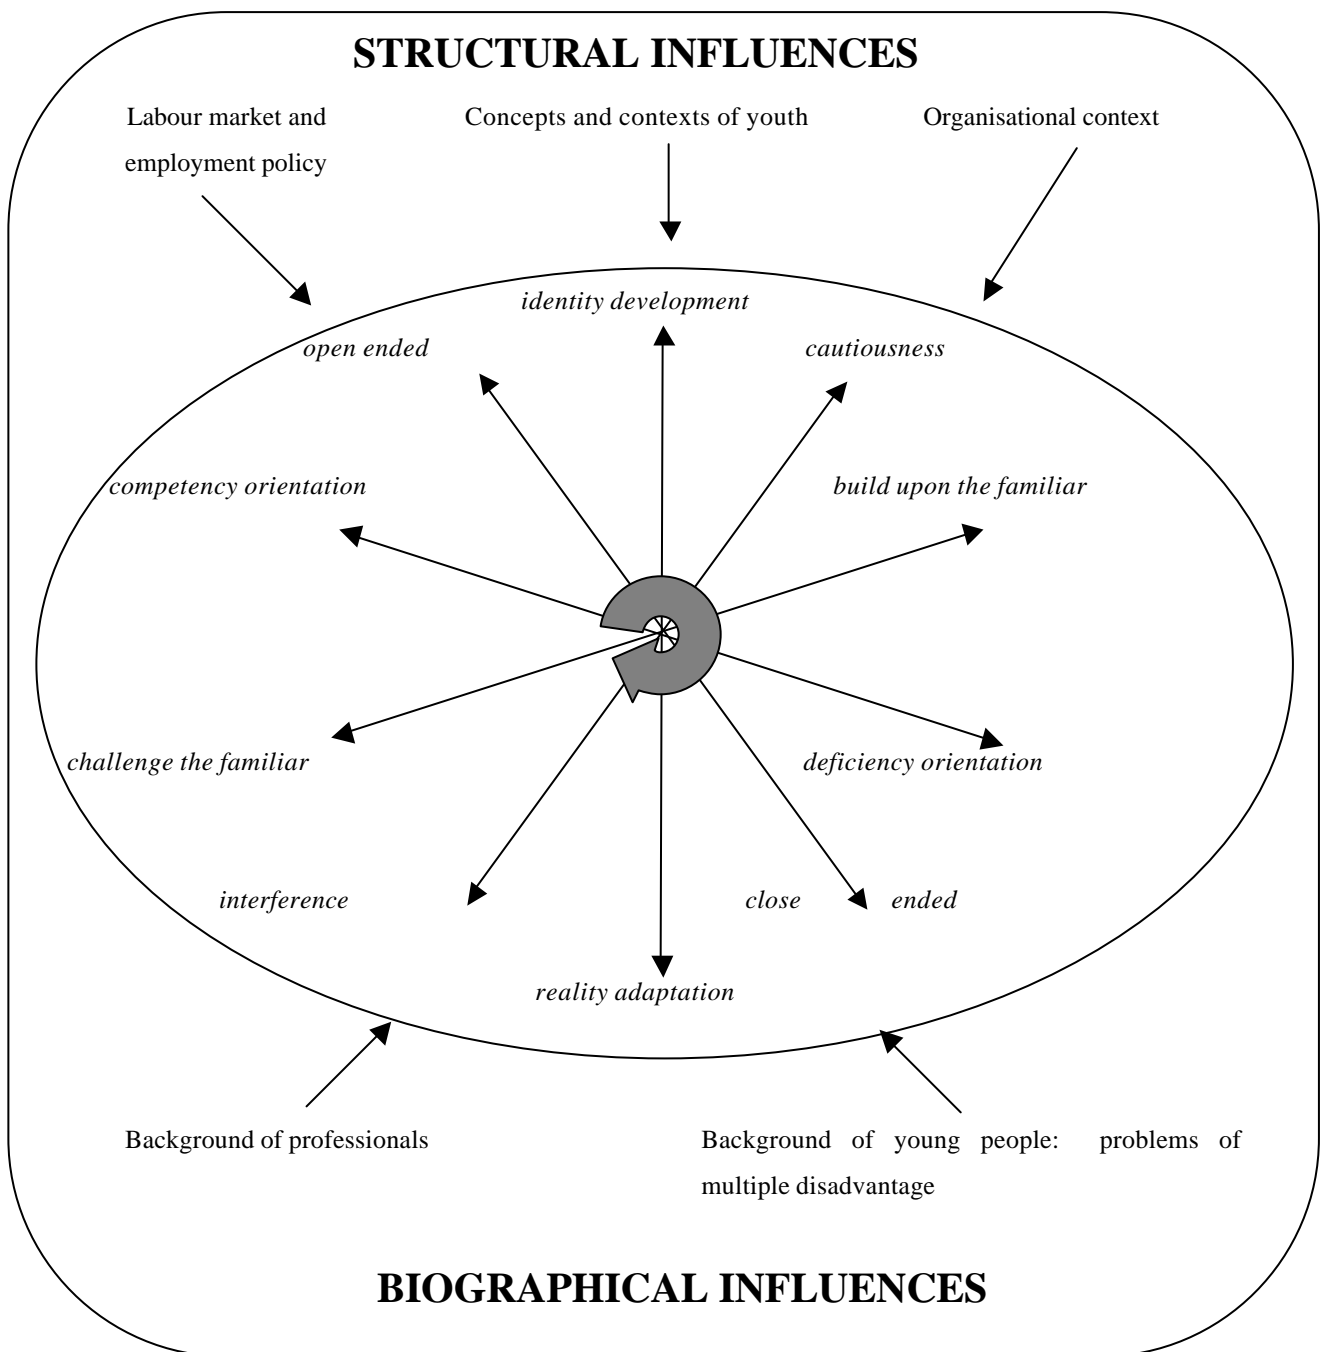 STRUCTURAL INFLUENCES
Labour market and
employment policy
Concepts and contexts of youth
Organisational context
identity development
open ended
cautiousness
competency orientation
build upon the familiar
challenge the familiar
deficiency orientation
interference
close ended
reality adaptation
Background of professionals
Background of young people: problems of
multiple disadvantage
BIOGRAPHICAL INFLUENCES